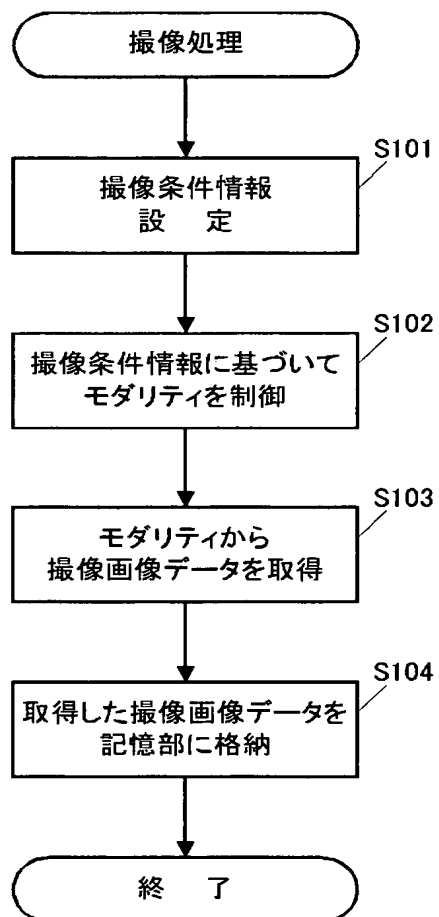 撮像処理
S101
撮像条件情報
設 定
S102
撮像条件情報に基づいて
モダリティを制御
S103
モダリティから
撮像画像データを取得
S104
取得した撮像画像データを
記憶部に格納
終 了